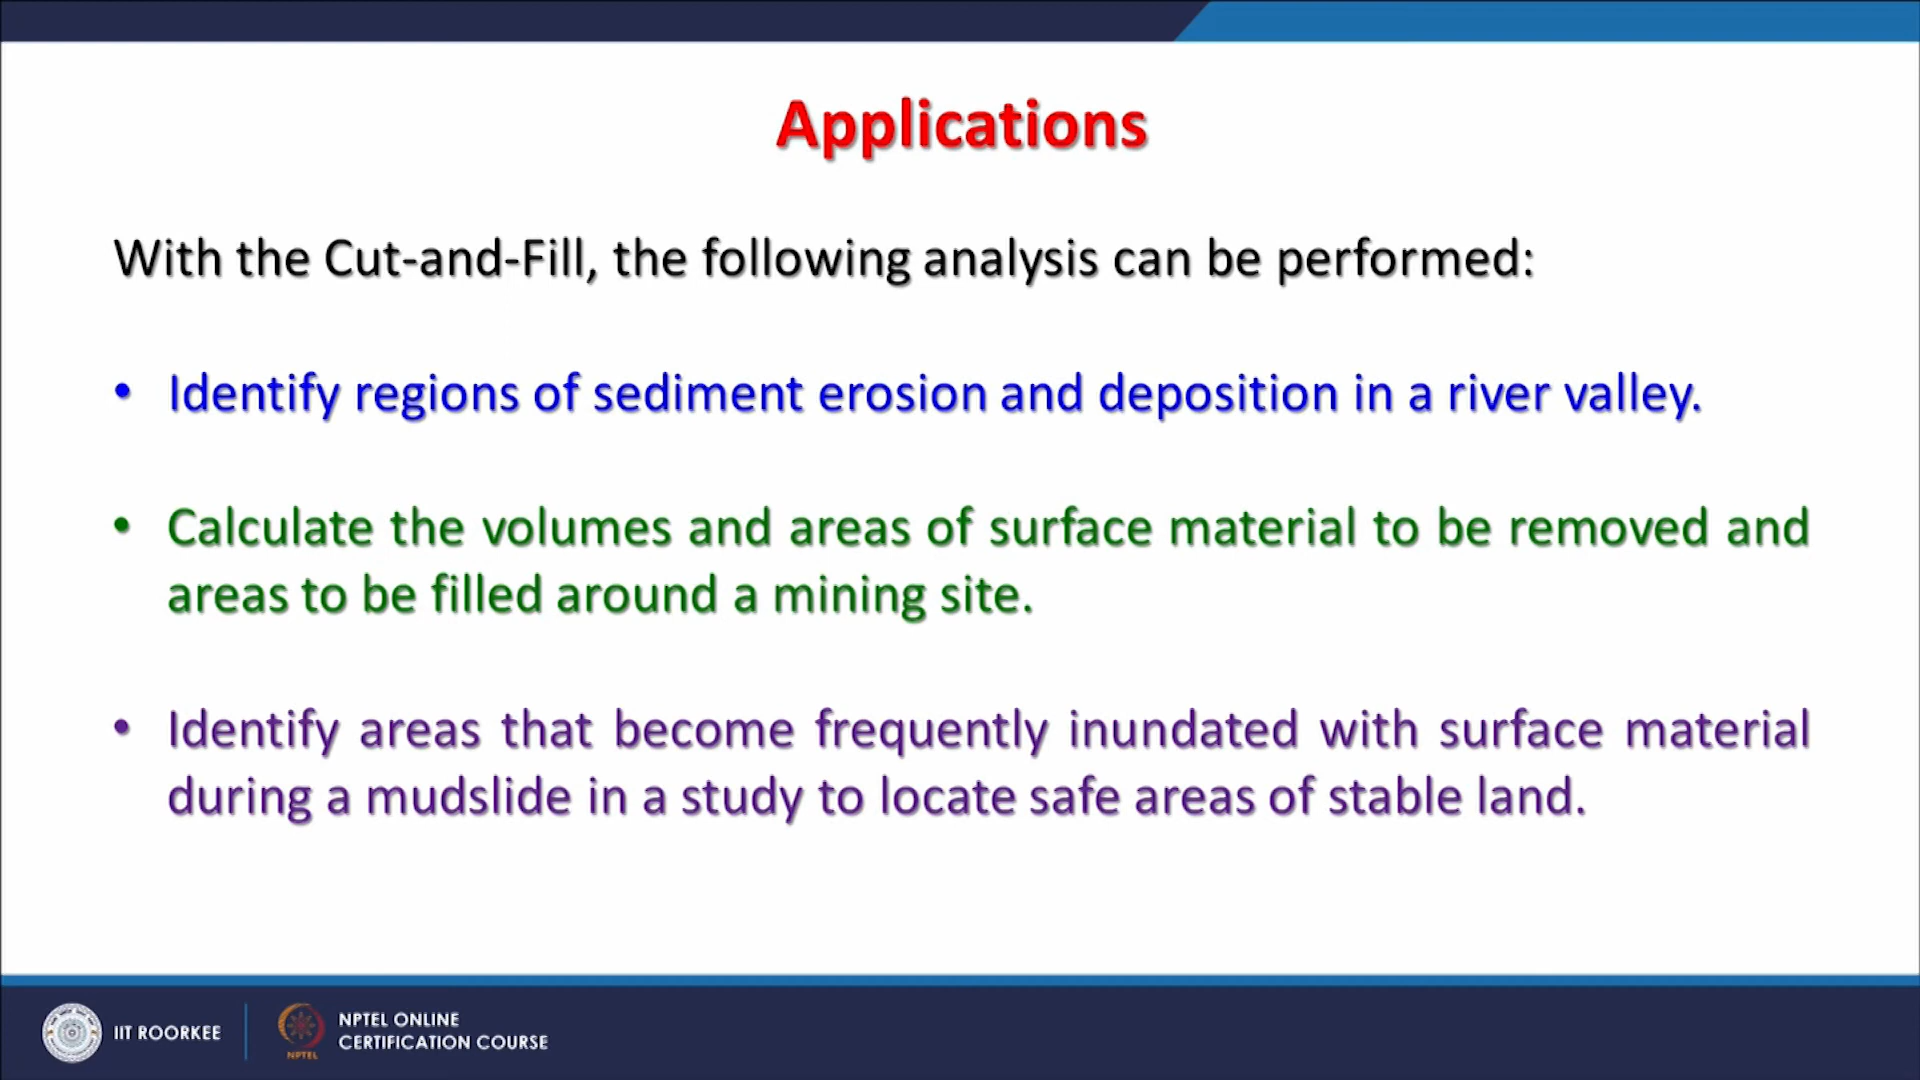 Applications
With the Cut-and-Fill, the following analysis can be performed:
• Identify regions of sediment erosion and deposition in a river valley.
• Calculate the volumes and areas of surface material to be removed and
areas to be filled around a mining site.
• Identify areas that become frequently inundated with surface material
during a mudslide in a study to locate safe areas of stable land.
IIT ROORKEE
NPTEL
NPTEL ONLINE
CERTIFICATION COURSE